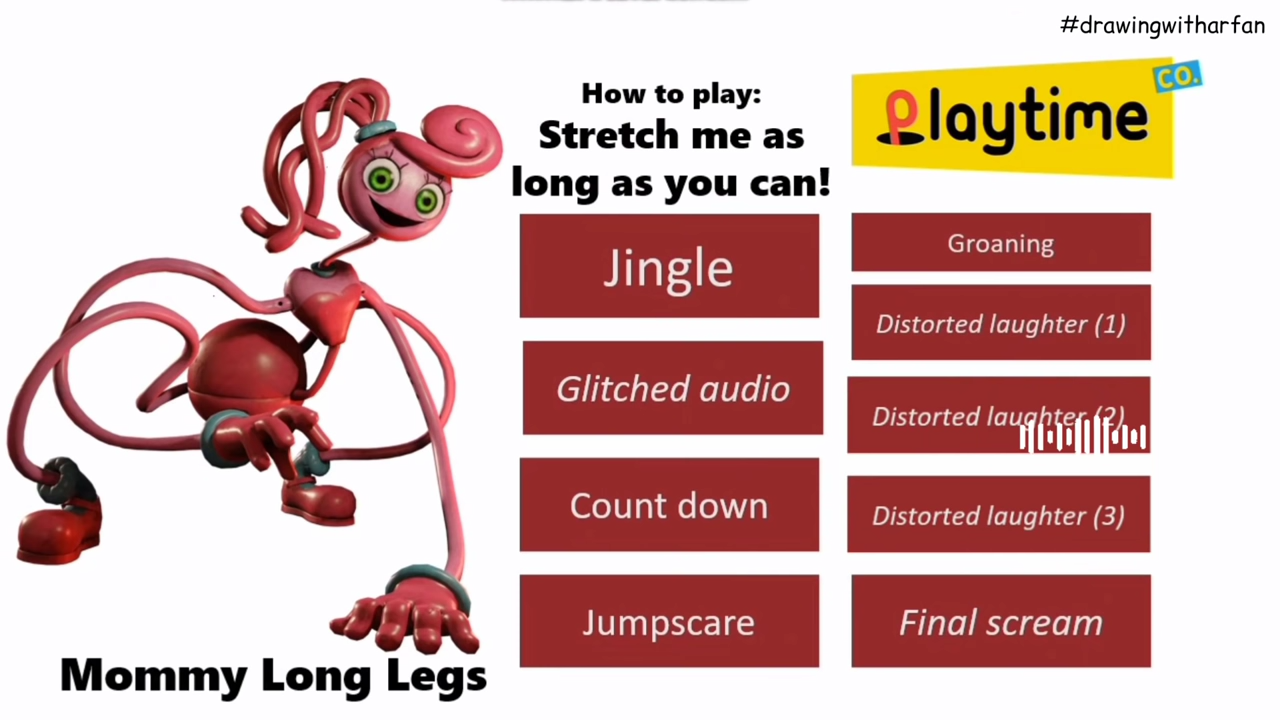 #drawingwitharfan
How to play:
Stretch me as
long as you can!
Playtime
CO.
Jingle
Glitched audio
Count down
Jumpscare
Groaning
Distorted laughter (1)
Distorted laughter (2)
Distorted laughter (3)
Final scream
Mommy Long Legs